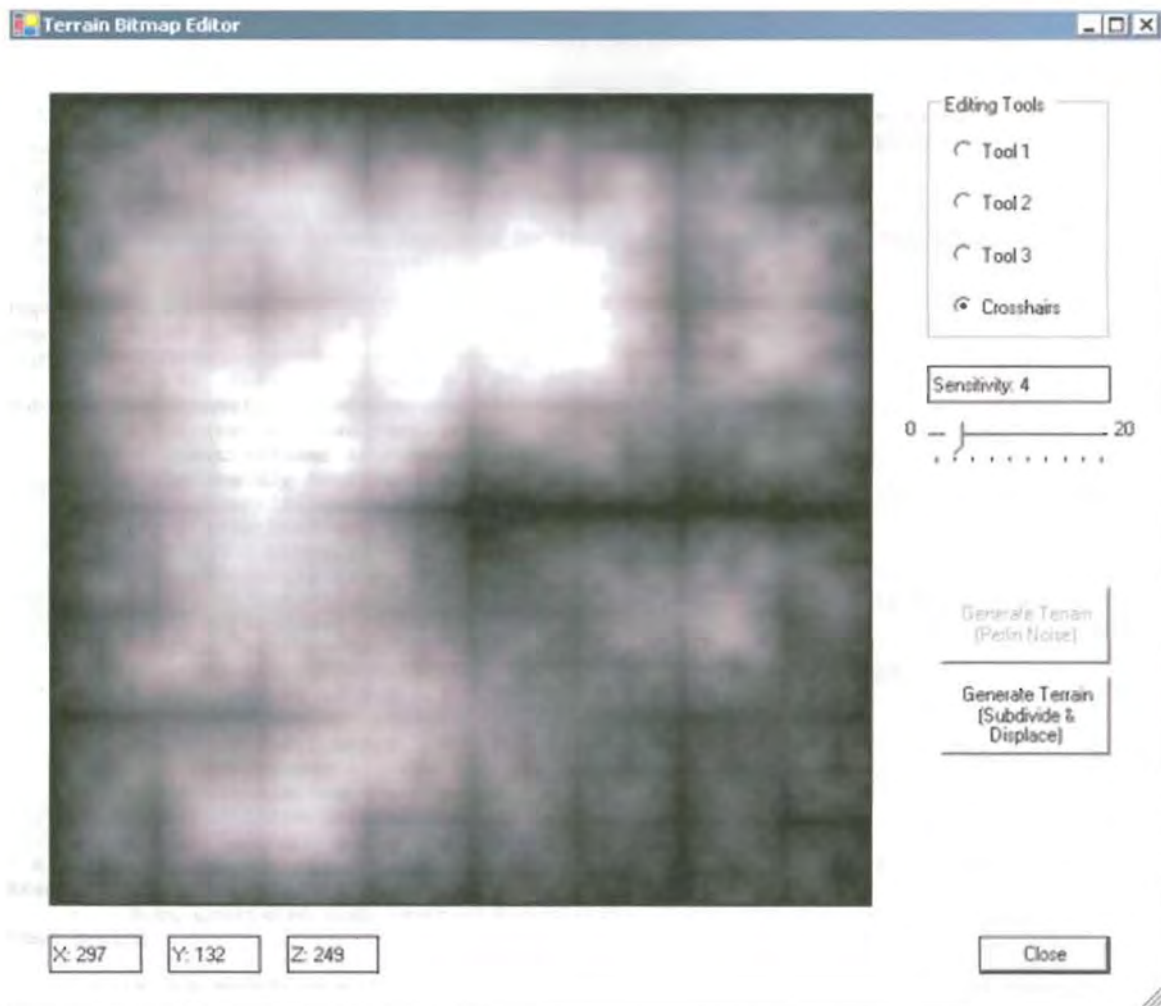 Terrain Bitmap Editor
Editing Tools
Tool 1
Tool 2
Tool 3
Crosshairs
Sensitivity: 4
0
20
Generate Terrain
(Perlin Noise)
Generate Terrain
(Subdivide &
Displace)
X: 297
Y: 132
Z: 249
Close